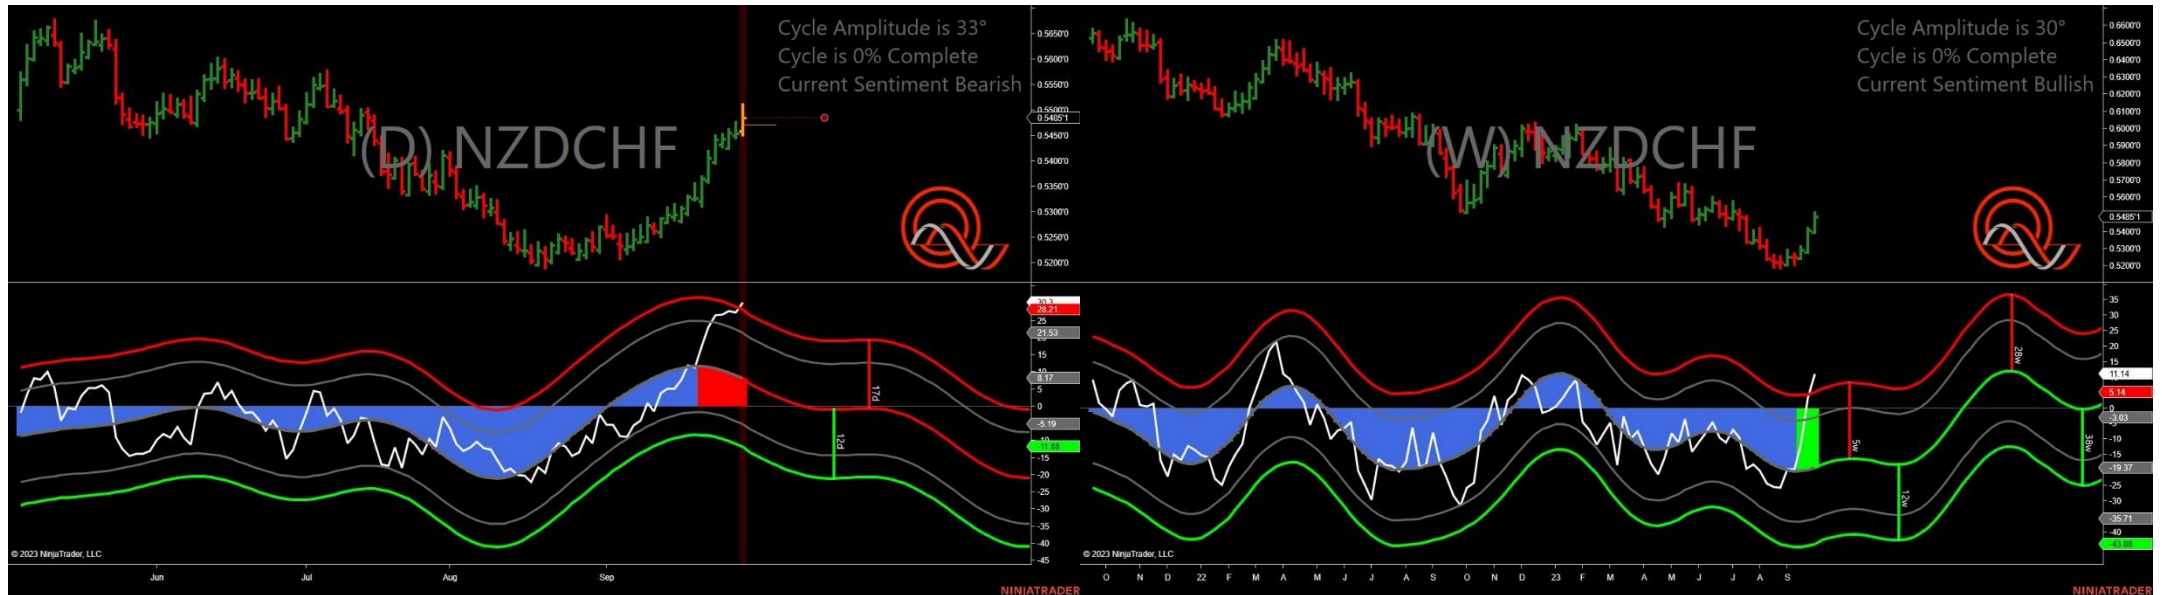 Cycle Amplitude is 33°
Cycle is 0% Complete
Current Sentiment Bearish
(D) NZDCHF
0.5650'0
0.5600'0
0.5550'0
0.5500'0
0.5485'1
0.5450'0
0.5400'0
0.5350'0
0.5300'0
0.5250'0
0.5200'0
30.3
28.21
25
21.53
15
10
8.17
5
0
-5.19
-10
-11.88
-15
-20
-25
-30
-35
-40
-45
17d
12d
© 2023 NinjaTrader, LLC
Jun
Jul
Aug
Sep
NINJATRADER
Cycle Amplitude is 30°
Cycle is 0% Complete
Current Sentiment Bullish
(W) NZDCHF
0.6600'0
0.6500'0
0.6400'0
0.6300'0
0.6200'0
0.6100'0
0.6000'0
0.5900'0
0.5800'0
0.5700'0
0.5600'0
0.5485'1
0.5400'0
0.5300'0
0.5200'0
35
30
25
20
15
11.14
5.14
0
-3.03
-10
-15
-19.37
-25
-30
-35.71
-40
-43.88
5w
12w
28w
38w
© 2023 NinjaTrader, LLC
O N D 22 F M A M J J A S O N D 23 F M A M J J A S
NINJATRADER